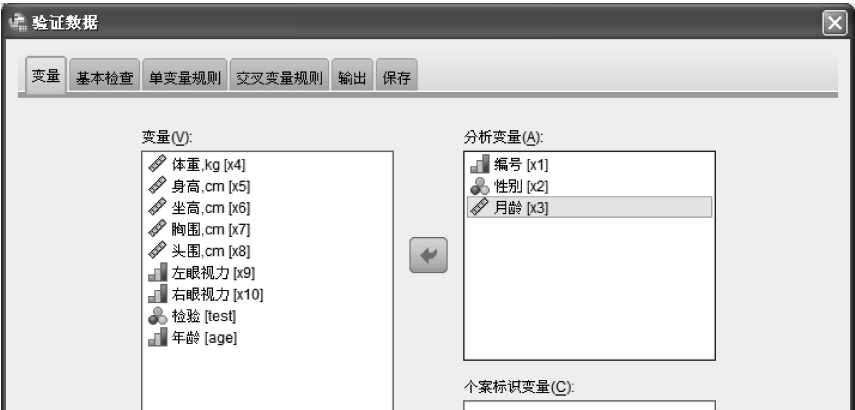 验证数据
变量 基本检查 单变量规则 交叉变量规则 输出 保存
变量(V):
体重,kg [x4]
身高,cm [x5]
坐高,cm [x6]
胸围,cm [x7]
头围,cm [x8]
左眼视力 [x9]
右眼视力 [x10]
检验 [test]
年龄 [age]
分析变量(A):
编号 [x1]
性别 [x2]
月龄 [x3]
个案标识变量(C):